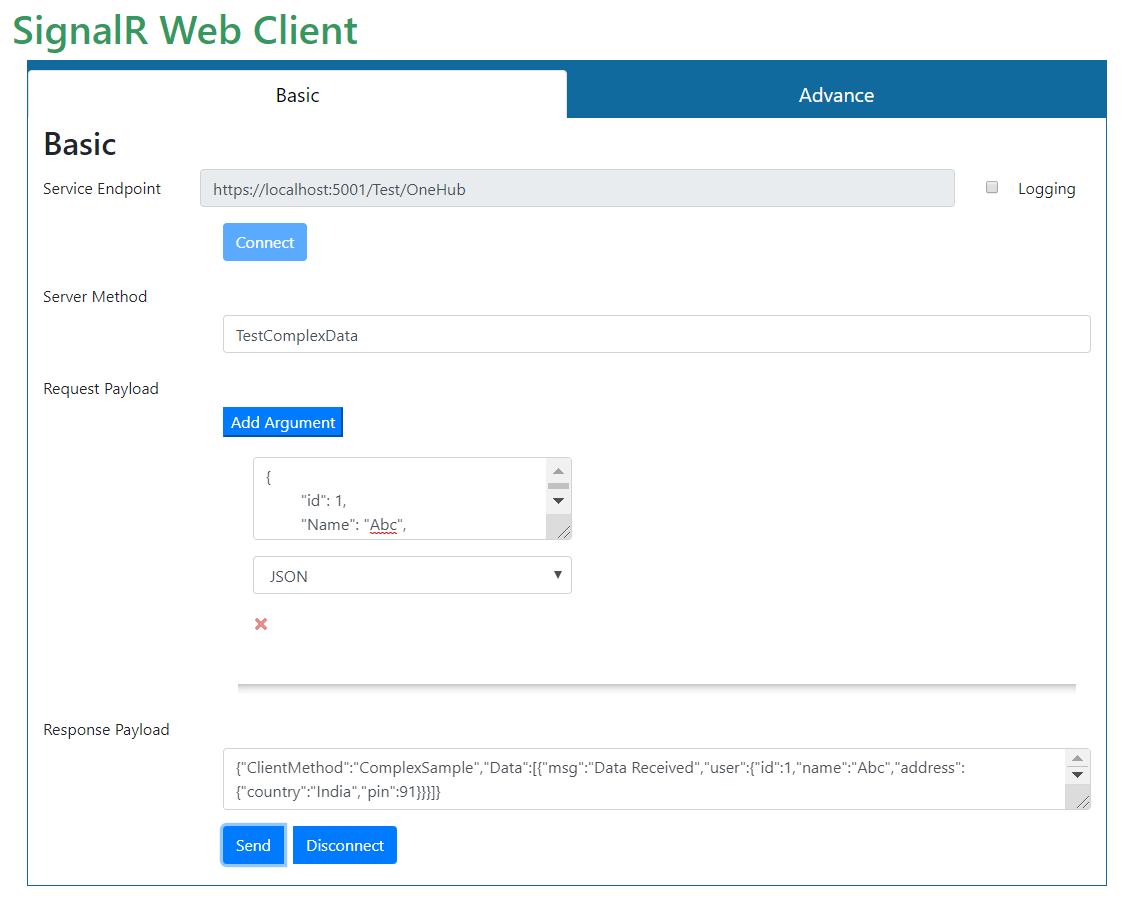 SignalR Web Client
Basic
Advance
Basic
Service Endpoint
https://localhost:5001/Test/OneHub
Logging
Connect
Server Method
TestComplexData
Request Payload
Add Argument
{
"id": 1,
"Name": "Abc",
JSON
Response Payload
{"ClientMethod":"ComplexSample","Data":[{"msg":"Data Received","user":{"id":1,"name":"Abc","address":
{"country":"India","pin":91}}}]}
Send
Disconnect